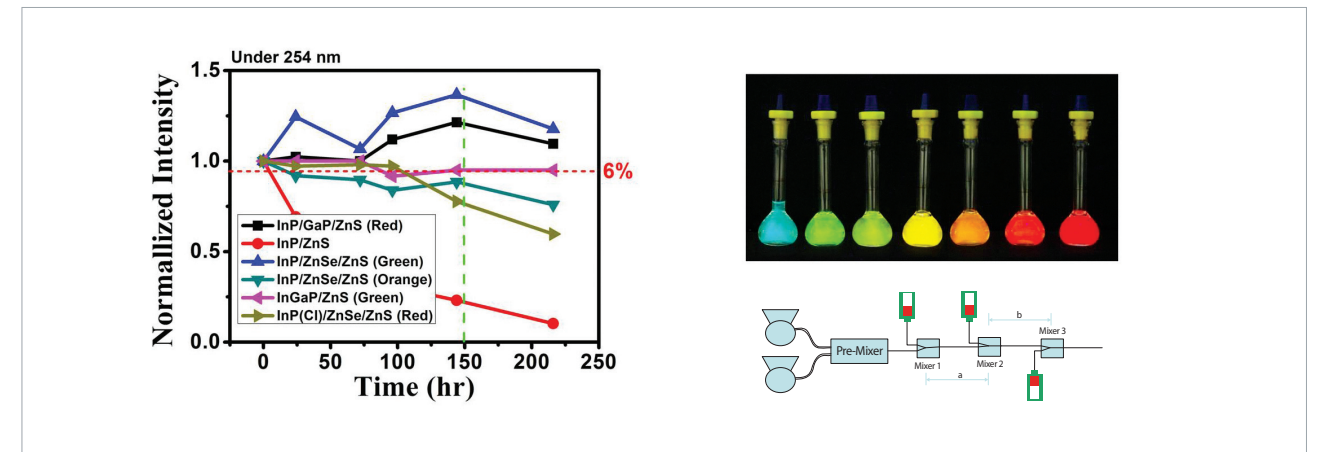 Under 254 nm
Normallized Intensity
1.5
1.0
0.5
0.0
6%
InP/GaP/ZnS (Red)
InP/ZnS
InP/ZnSe/ZnS (Green)
InP/ZnSe/ZnS (Orange)
InGaP/ZnS (Green)
InP(Cl)/ZnSe/ZnS (Red)
0 50 100 150 200 250
Time (hr)
Pre-Mixer
Mixer 1
Mixer 2
Mixer 3
a
b